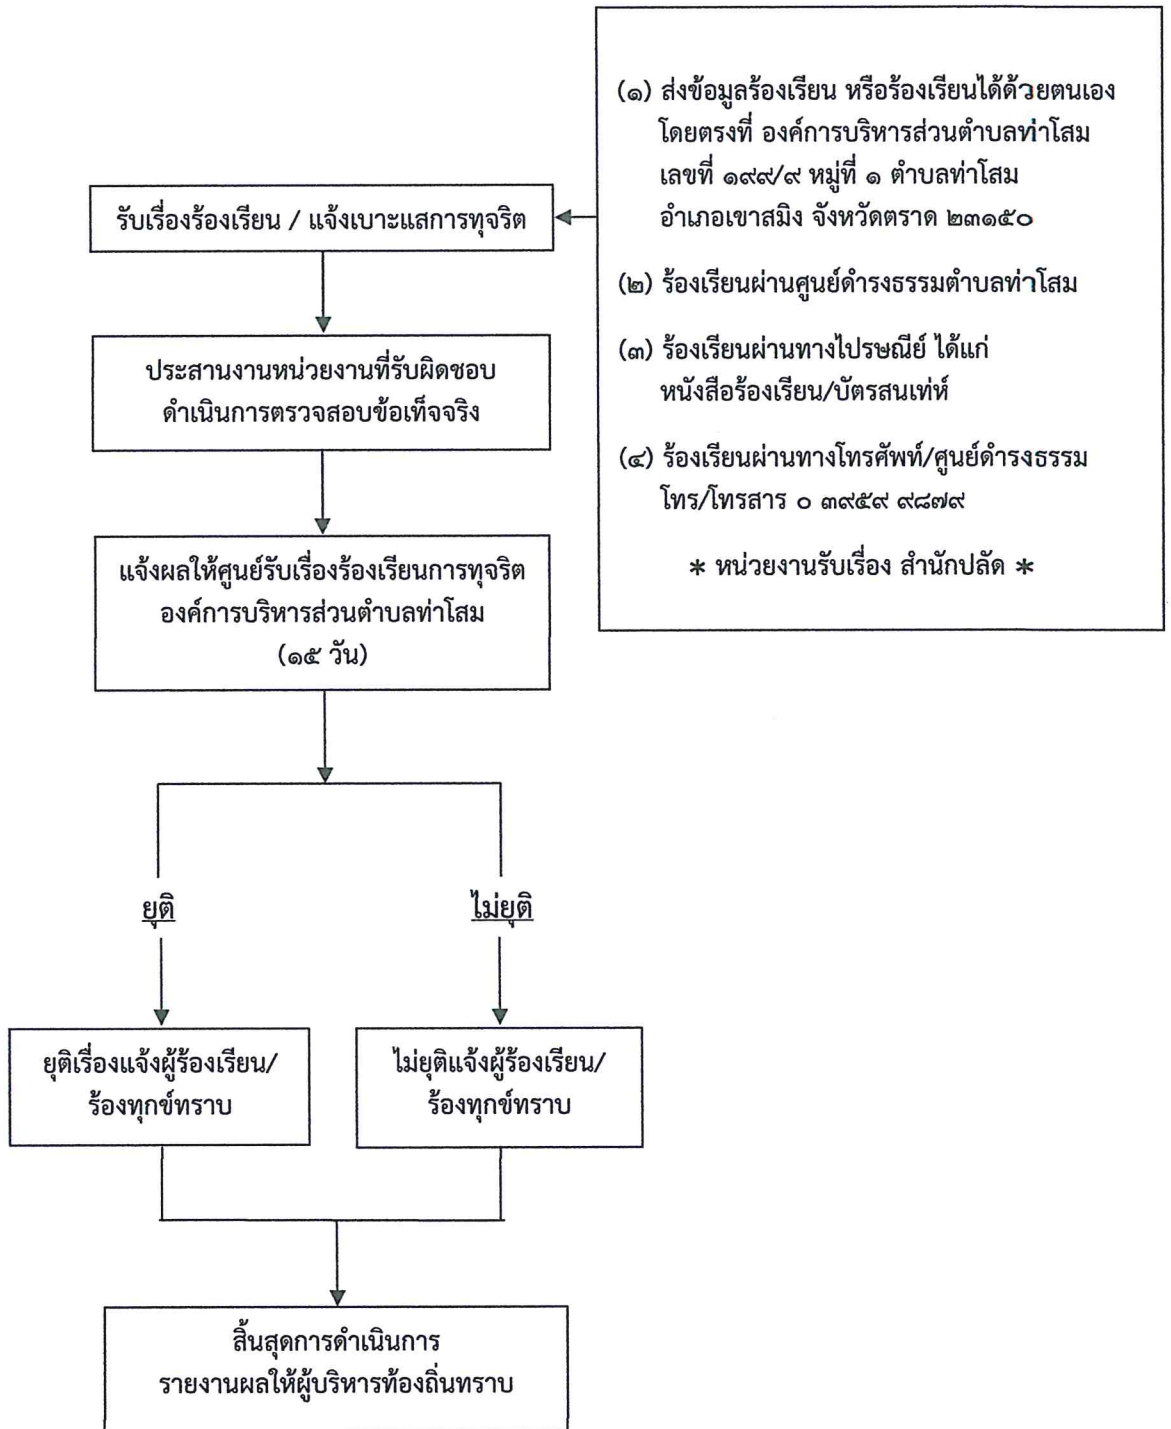 (๑) ส่งข้อมูลร้องเรียน หรือร้องเรียนได้ด้วยตนเอง
โดยตรงที่ องค์การบริหารส่วนตำบลท่าโสม
เลขที่ ๑๙๙/๙ หมู่ที่ ๑ ตำบลท่าโสม
อำเภอเขาสมิง จังหวัดตราด ๒๓๑๕๐
(๒) ร้องเรียนผ่านศูนย์ดำรงธรรมตำบลท่าโสม
(๓) ร้องเรียนผ่านทางไปรษณีย์ ได้แก่
หนังสือร้องเรียน/บัตรสนเท่ห์
(๔) ร้องเรียนผ่านทางโทรศัพท์/ศูนย์ดำรงธรรม
โทร/โทรสาร ๐ ๓๙๕๙ ๙๘๗๙
* หน่วยงานรับเรื่อง สำนักปลัด *
รับเรื่องร้องเรียน / แจ้งเบาะแสการทุจริต
ประสานงานหน่วยงานที่รับผิดชอบ
ดำเนินการตรวจสอบข้อเท็จจริง
แจ้งผลให้ศูนย์รับเรื่องร้องเรียนการทุจริต
องค์การบริหารส่วนตำบลท่าโสม
(๑๕ วัน)
ยุติ
ไม่ยุติ
ยุติเรื่องแจ้งผู้ร้องเรียน/
ร้องทุกข์ทราบ
ไม่ยุติแจ้งผู้ร้องเรียน/
ร้องทุกข์ทราบ
สิ้นสุดการดำเนินการ
รายงานผลให้ผู้บริหารท้องถิ่นทราบ